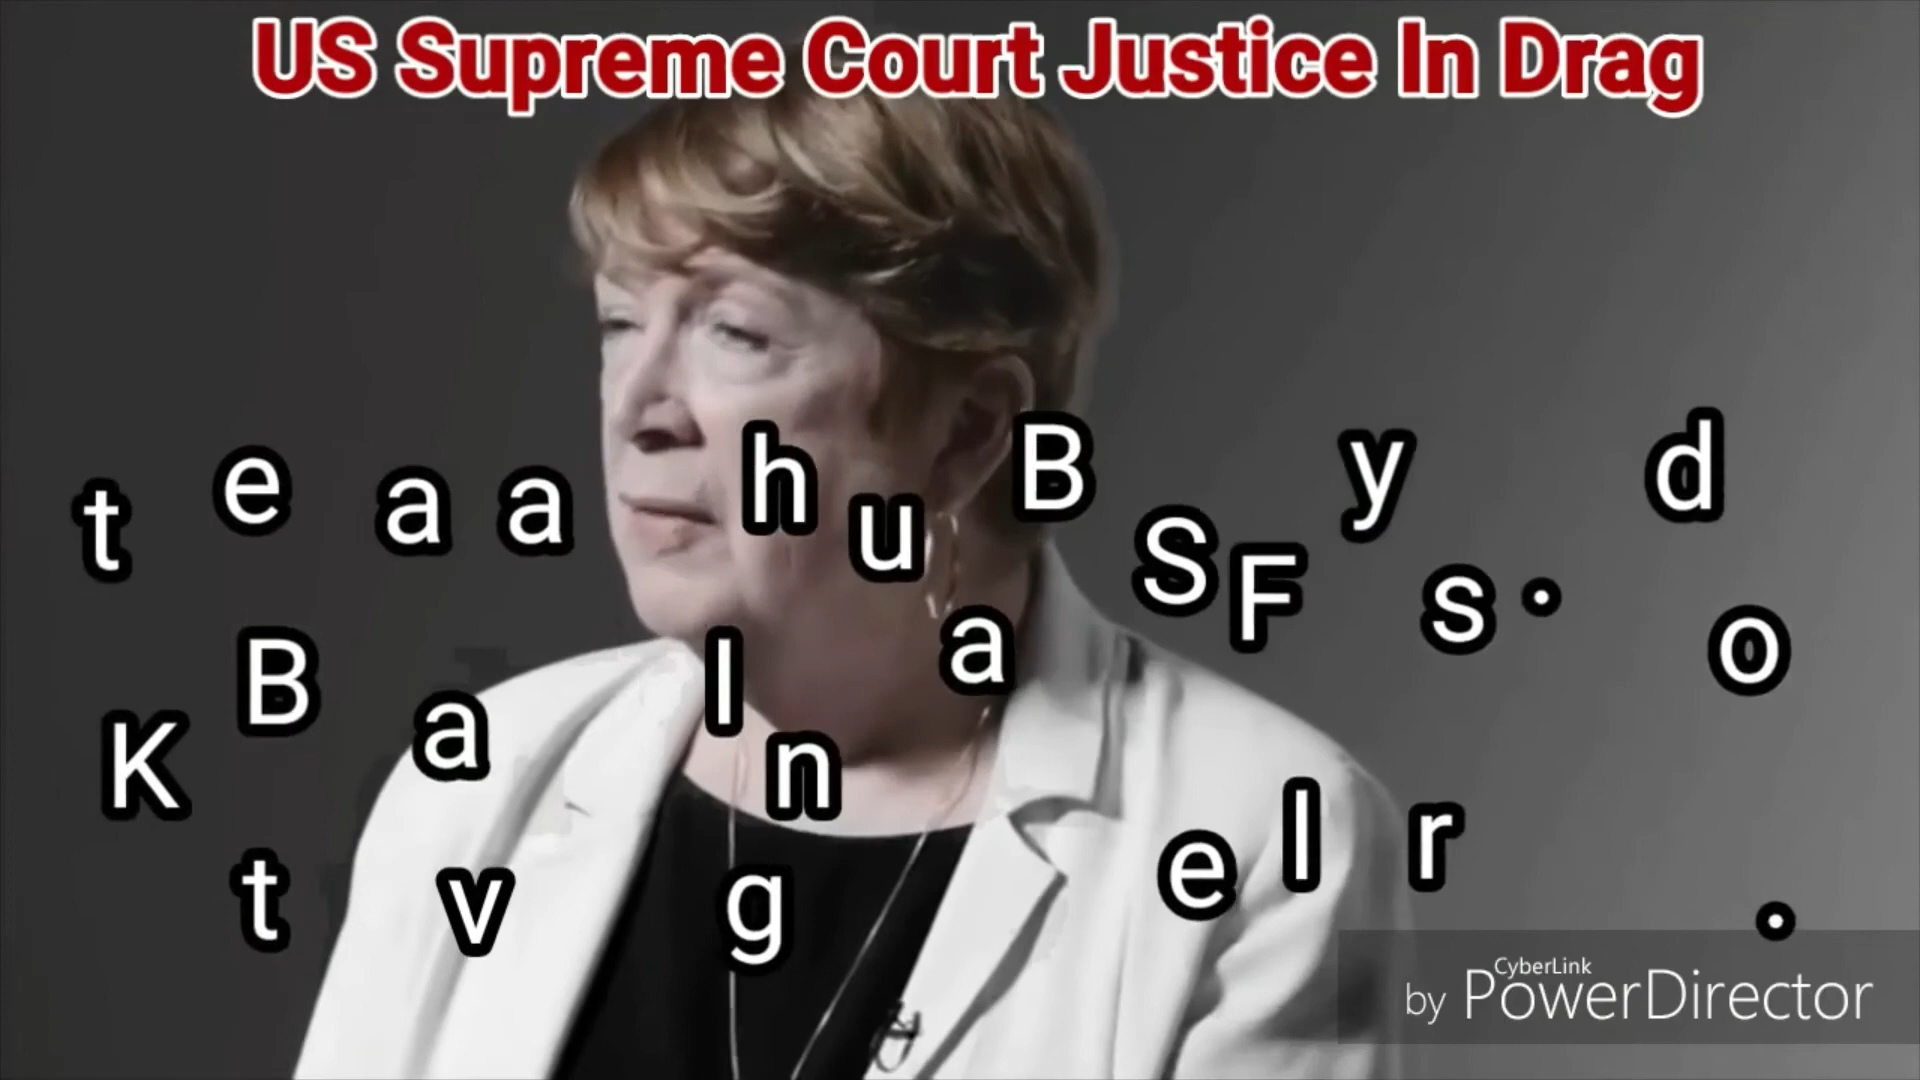 US Supreme Court Justice In Drag
t e a a h u B S F y s . d
K B a l n a o
t v g e l r .
CyberLink
by PowerDirector